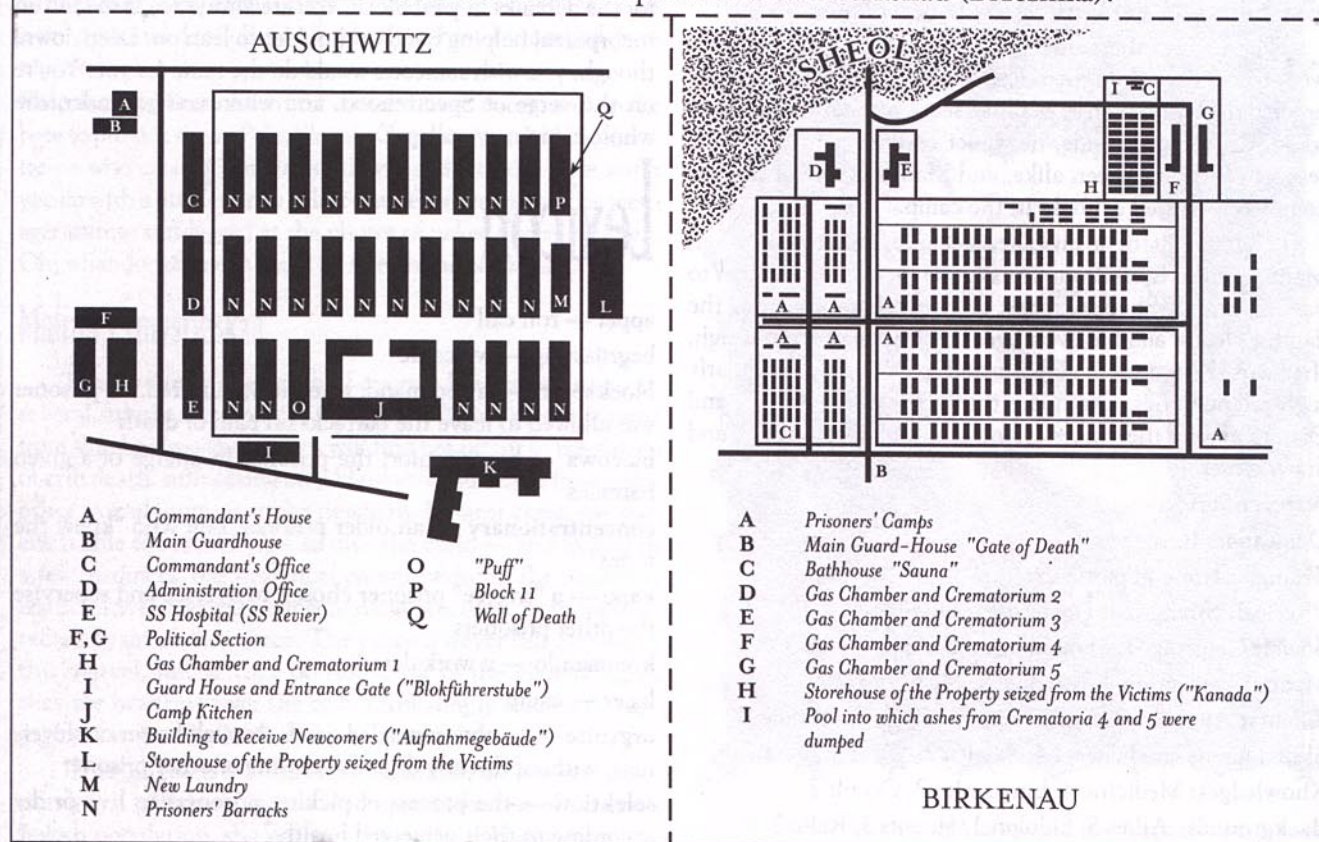 AUSCHWITZ
A
B
Q
C N N N N N N N N N N P
D N N N N N N N N N M L
F
G H
E N N O J N N N N
I
K
A Commandant's House
B Main Guardhouse
C Commandant's Office
D Administration Office
E SS Hospital (SS Revier)
F, G Political Section
H Gas Chamber and Crematorium 1
I Guard House and Entrance Gate ("Blokführerstube")
J Camp Kitchen
K Building to Receive Newcomers ("Aufnahmegebäude")
L Storehouse of the Property seized from the Victims
M New Laundry
N Prisoners' Barracks
O "Puff"
P Block 11
Q Wall of Death
SHEOL
I C
G
D E
H F
A A A
A A A
C
A
B
A Prisoners' Camps
B Main Guard-House "Gate of Death"
C Bathhouse "Sauna"
D Gas Chamber and Crematorium 2
E Gas Chamber and Crematorium 3
F Gas Chamber and Crematorium 4
G Gas Chamber and Crematorium 5
H Storehouse of the Property seized from the Victims ("Kanada")
I Pool into which ashes from Crematoria 4 and 5 were
dumped
BIRKENAU